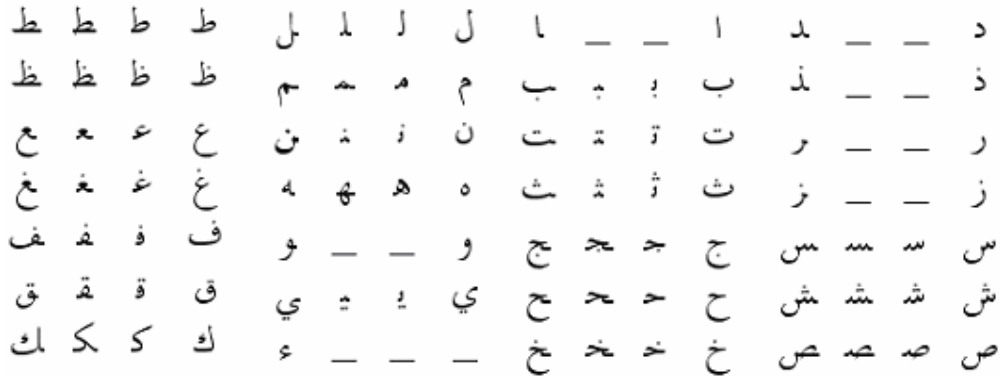 د _ _ ـد ا _ _ ـا ل لـ ـلـ ـل ط طـ ـطـ ـط
ذ _ _ ـذ ب بـ ـبـ ـب م مـ ـمـ ـم ظ ظـ ـظـ ـظ
ر _ _ ـر ت تـ ـتـ ـت ن نـ ـنـ ـن ع عـ ـعـ ـع
ز _ _ ـز ث ثـ ـثـ ـث ه هـ ـهـ ـه غ غـ ـغـ ـغ
س سـ ـسـ ـس ج جـ ـجـ ـج و _ _ ـو ف فـ ـفـ ـف
ش شـ ـشـ ـش ح حـ ـحـ ـح ي يـ ـيـ ـي ق قـ ـقـ ـق
ص صـ ـصـ ـص خ خـ ـخـ ـخ _ _ _ ء ك كـ ـكـ ـك